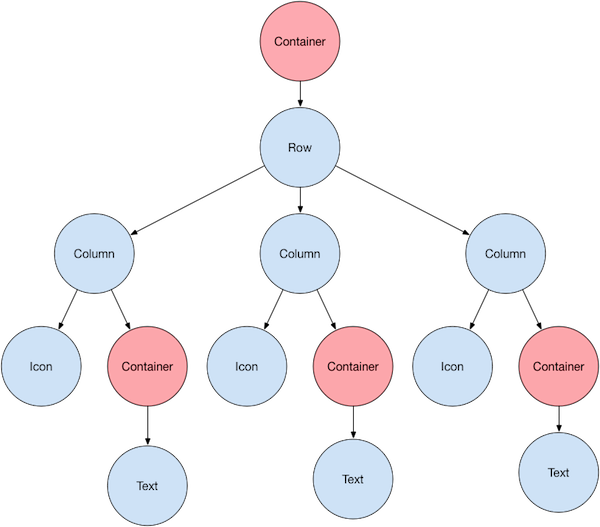 Container
Row
Column
Column
Column
Icon
Container
Icon
Container
Icon
Container
Text
Text
Text